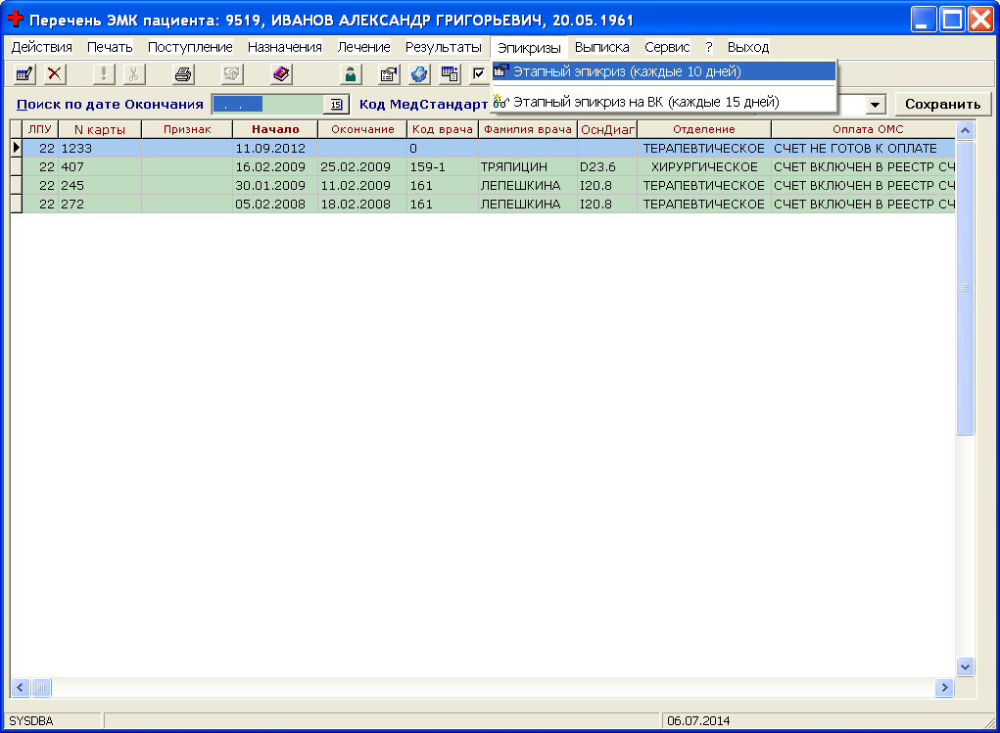 Перечень ЭМК пациента: 9519, ИВАНОВ АЛЕКСАНДР ГРИГОРЬЕВИЧ, 20.05.1961
Действия Печать Поступление Назначения Лечение Результаты Эпикризы Выписка Сервис ? Выход
Этапный эпикриз (каждые 10 дней)
Этапный эпикриз на ВК (каждые 15 дней)
Поиск по дате Окончания . . 15 Код МедСтандарт Сохранить
ЛПУ N карты Признак Начало Окончание Код врача Фамилия врача ОснДиаг Отделение Оплата ОМС
22 1233 11.09.2012 0 ТЕРАПЕВТИЧЕСКОЕ СЧЕТ НЕ ГОТОВ К ОПЛАТЕ
22 407 16.02.2009 25.02.2009 159-1 ТРЯПИЦИН D23.6 ХИРУРГИЧЕСКОЕ СЧЕТ ВКЛЮЧЕН В РЕЕСТР СЧ
22 245 30.01.2009 11.02.2009 161 ЛЕПЕШКИНА I20.8 ТЕРАПЕВТИЧЕСКОЕ СЧЕТ ВКЛЮЧЕН В РЕЕСТР СЧ
22 272 05.02.2008 18.02.2008 161 ЛЕПЕШКИНА I20.8 ТЕРАПЕВТИЧЕСКОЕ СЧЕТ ВКЛЮЧЕН В РЕЕСТР СЧ
SYSDBA 06.07.2014